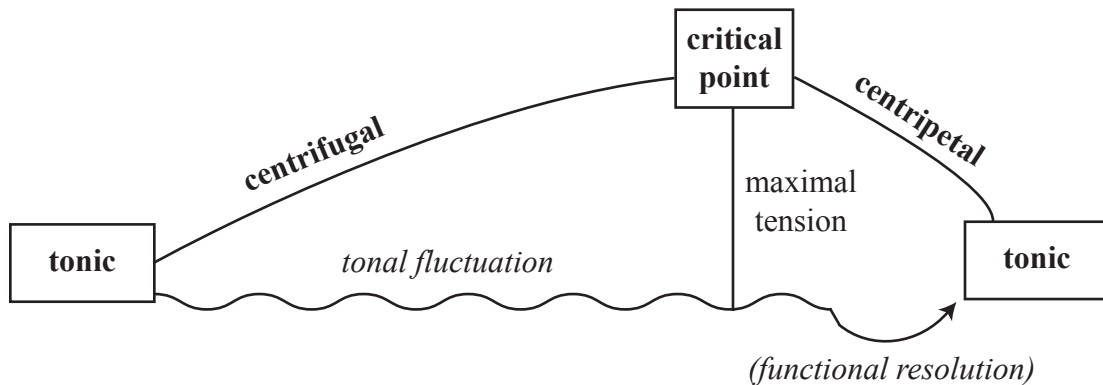 critical
point
centrifugal
centripetal
maximal
tension
tonic
tonal fluctuation
tonic
(functional resolution)